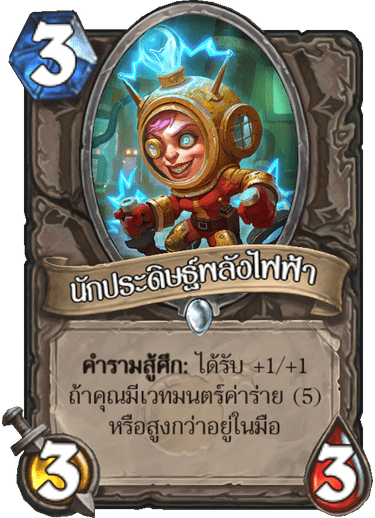 3
นักประดิษฐ์พลังไฟฟ้า
คำรามสู้ศึก: ได้รับ +1/+1
ถ้าคุณมีเวทมนตร์ค่าร่าย (5)
หรือสูงกว่าอยู่ในมือ
3
3